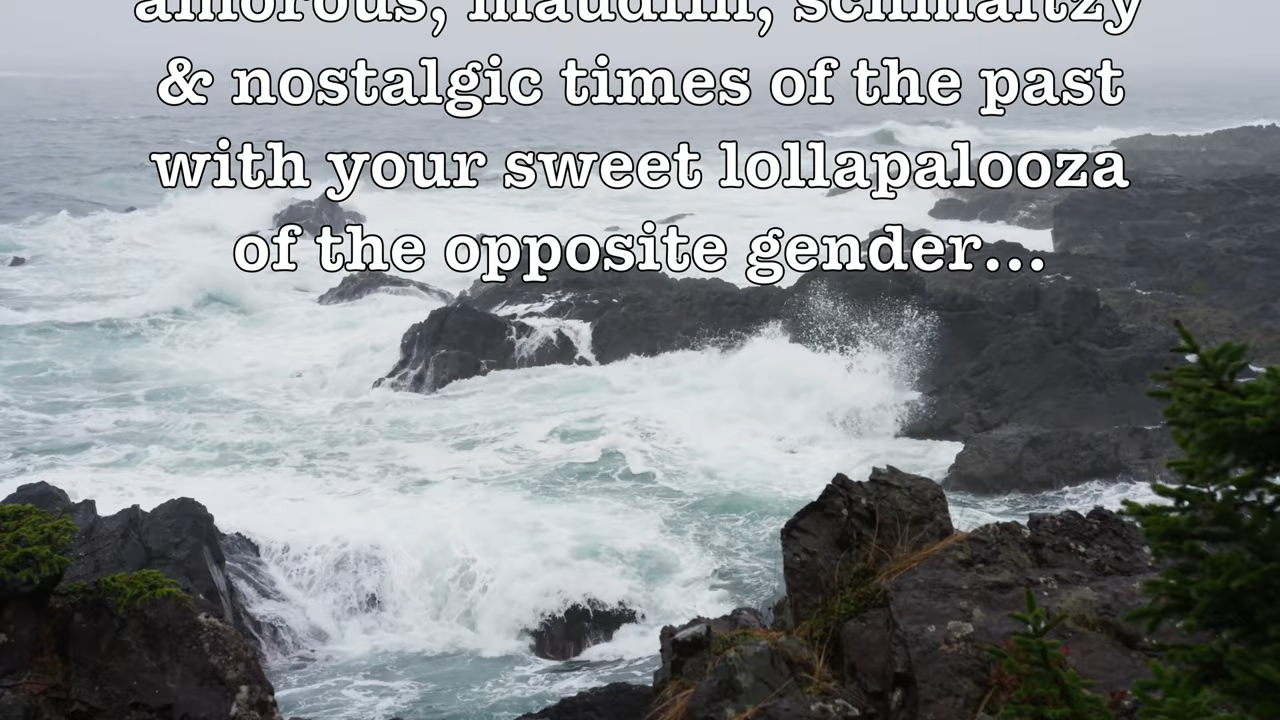 amorous, maudlin, schmaltzy
& nostalgic times of the past
with your sweet lollapalooza
of the opposite gender...